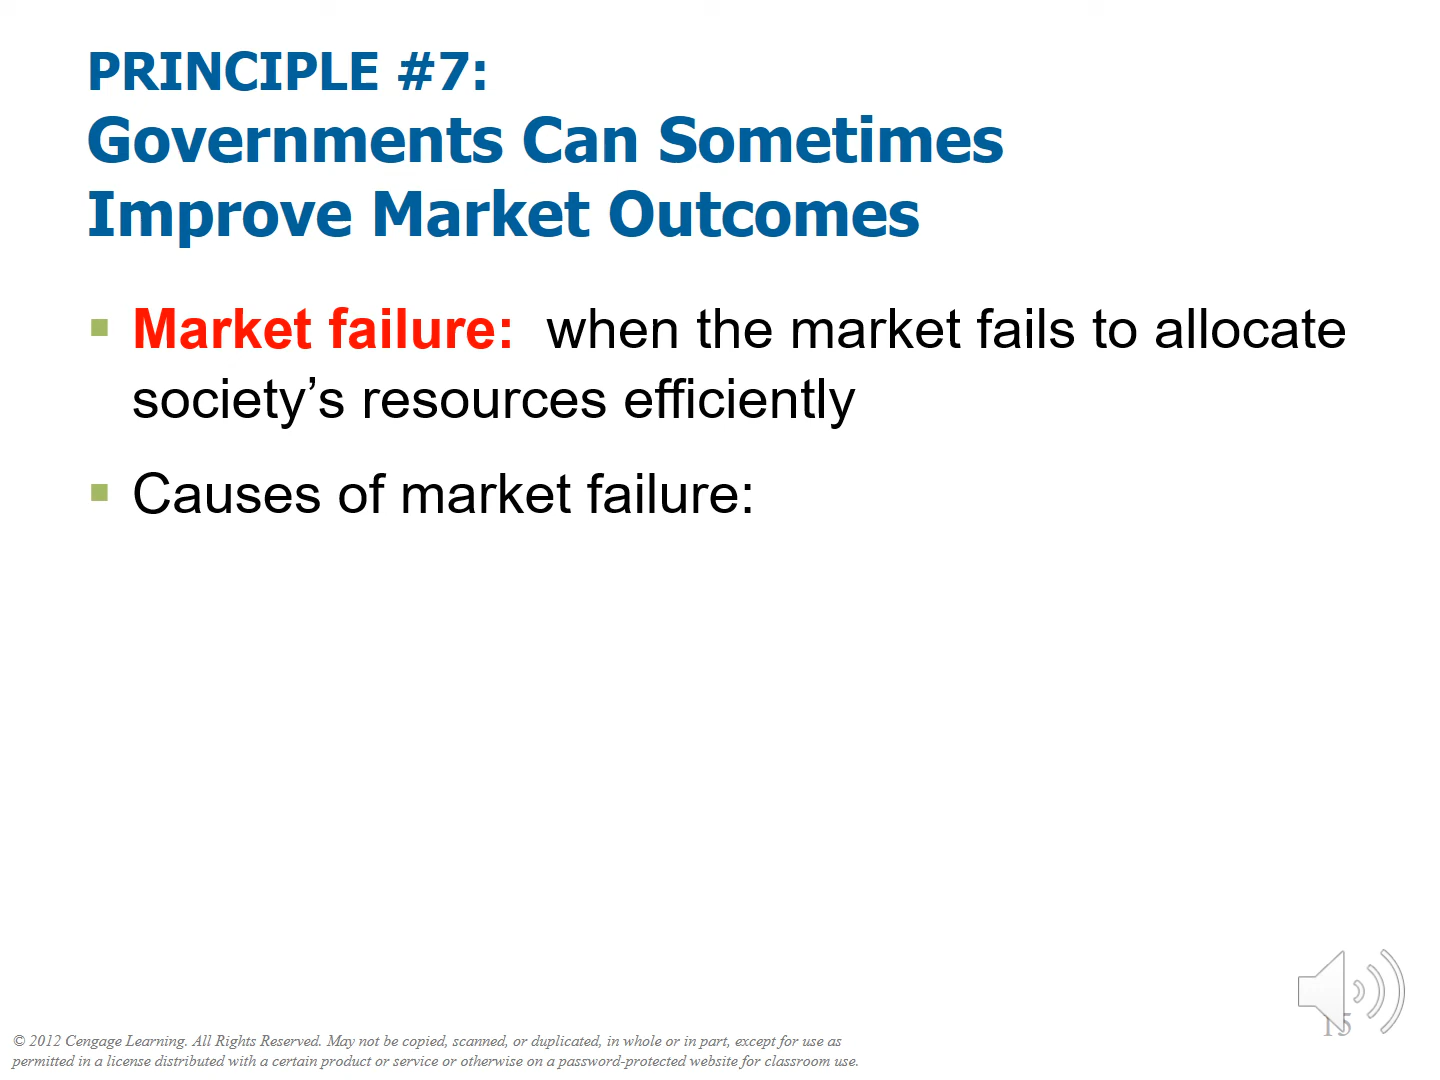 PRINCIPLE #7:
Governments Can Sometimes
Improve Market Outcomes
Market failure: when the market fails to allocate
society’s resources efficiently
Causes of market failure:
15
© 2012 Cengage Learning. All Rights Reserved. May not be copied, scanned, or duplicated, in whole or in part, except for use as
permitted in a license distributed with a certain product or service or otherwise on a password-protected website for classroom use.